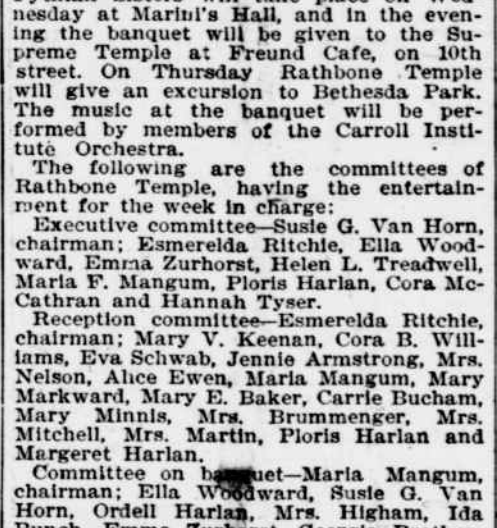 nesday at Marini's Hall, and in the even-
ing the banquet will be given to the Su-
preme Temple at Freund Cafe, on 10th
street. On Thursday Rathbone Temple
will give an excursion to Bethesda Park.
The music at the banquet will be per-
formed by members of the Carroll Insti-
tute Orchestra.
The following are the committees of
Rathbone Temple, having the entertain-
ment for the week in charge:
Executive committee—Susie G. Van Horn,
chairman; Esmerelda Ritchie, Ella Wood-
ward, Emma Zurhorst, Helen L. Treadwell,
Maria F. Mangum, Ploris Harlan, Cora Mc-
Cathran and Hannah Tyser.
Reception committee—Esmerelda Ritchie,
chairman; Mary V. Keenan, Cora B. Will-
iams, Eva Schwab, Jennie Armstrong, Mrs.
Nelson, Alice Ewen, Maria Mangum, Mary
Markward, Mary E. Baker, Carrie Bucham,
Mary Minnis, Mrs. Brummenger, Mrs.
Mitchell, Mrs. Martin, Ploris Harlan and
Margeret Harlan.
Committee on banquet—Maria Mangum,
chairman; Ella Woodward, Susie G. Van
Horn, Ordell Harlan, Mrs. Higham, Ida